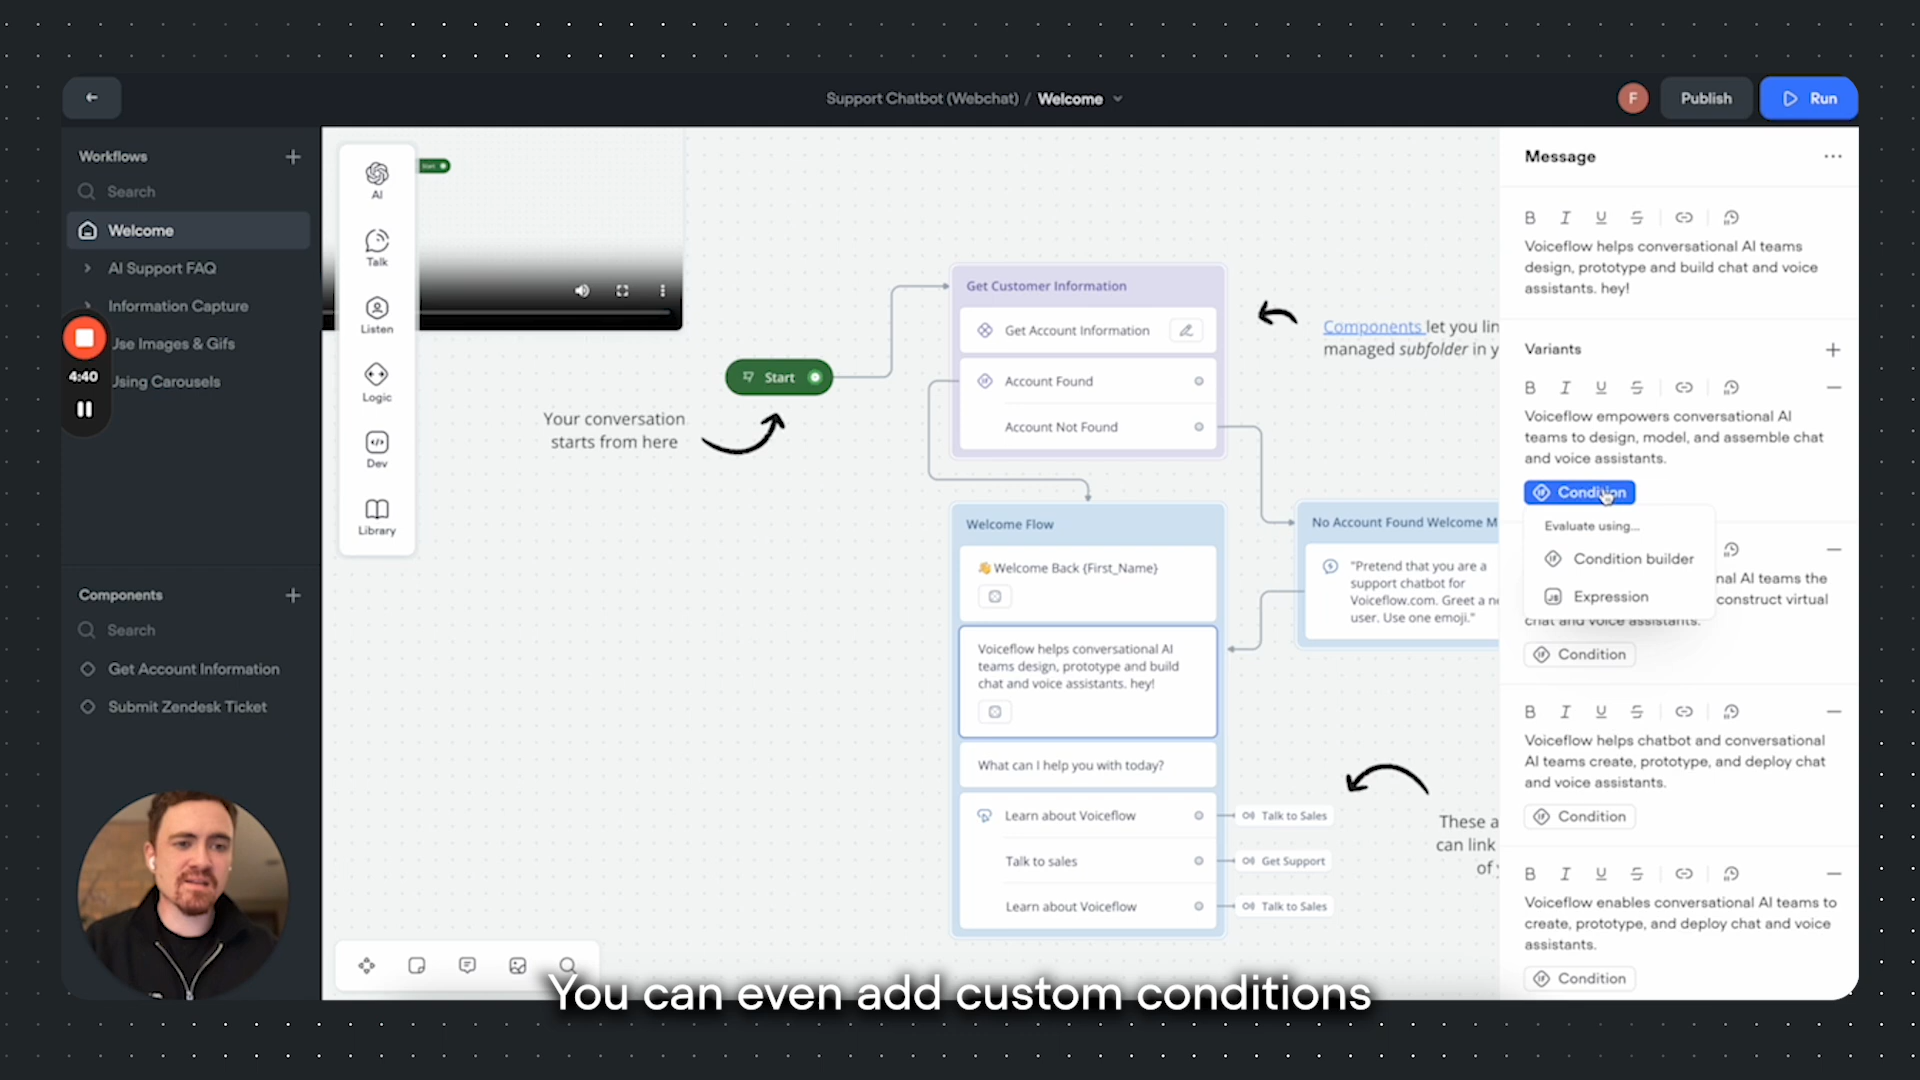 Support Chatbot (Webchat) / Welcome
F
Publish
Run
Workflows
Search
Welcome
AI Support FAQ
Information Capture
Use Images & Gifs
Using Carousels
4:40
Components
Search
Get Account Information
Submit Zendesk Ticket
AI
Talk
Listen
Logic
Dev
Library
Start
Your conversation
starts from here
Start
Get Customer Information
Get Account Information
Account Found
Account Not Found
Components let you lin
managed subfolder in y
Welcome Flow
👋 Welcome Back {First_Name}
Voiceflow helps conversational AI
teams design, prototype and build
chat and voice assistants. hey!
What can I help you with today?
Learn about Voiceflow
Talk to Sales
Talk to sales
Get Support
Learn about Voiceflow
Talk to Sales
No Account Found Welcome M
"Pretend that you are a
support chatbot for
Voiceflow.com. Greet a n
user. Use one emoji."
These a
can link
of y
Message
B I U S
Voiceflow helps conversational AI teams
design, prototype and build chat and voice
assistants. hey!
Variants
B I U S
Voiceflow empowers conversational AI
teams to design, model, and assemble chat
and voice assistants.
Condition
Evaluate using...
Condition builder
JS Expression
nal AI teams the
construct virtual
chat and voice assistants.
Condition
B I U S
Voiceflow helps chatbot and conversational
AI teams create, prototype, and deploy chat
and voice assistants.
Condition
B I U S
Voiceflow enables conversational AI teams to
create, prototype, and deploy chat and voice
assistants.
Condition
You can even add custom conditions